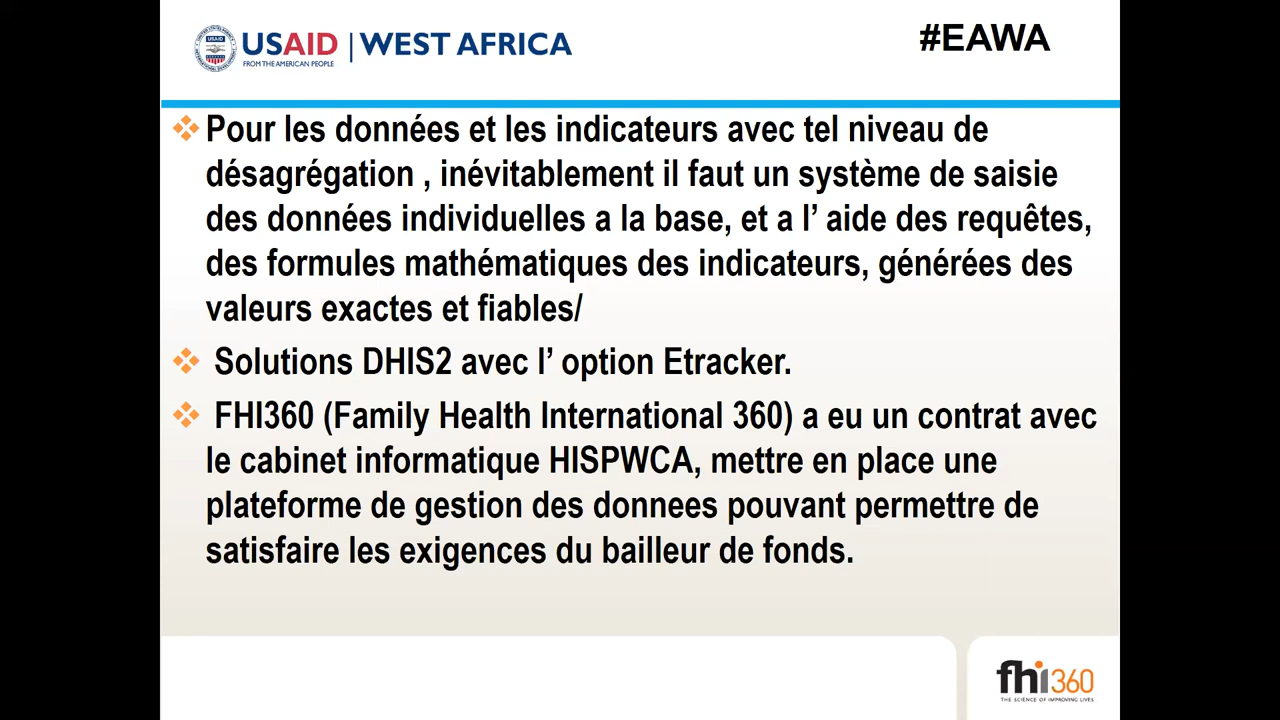 USAID
FROM THE AMERICAN PEOPLE
WEST AFRICA
#EAWA
Pour les données et les indicateurs avec tel niveau de
désagrégation , inévitablement il faut un système de saisie
des données individuelles a la base, et a l’ aide des requêtes,
des formules mathématiques des indicateurs, générées des
valeurs exactes et fiables/
Solutions DHIS2 avec l’ option Etracker.
FHI360 (Family Health International 360) a eu un contrat avec
le cabinet informatique HISPWCA, mettre en place une
plateforme de gestion des donnees pouvant permettre de
satisfaire les exigences du bailleur de fonds.
fhi360
THE SCIENCE OF IMPROVING LIVES